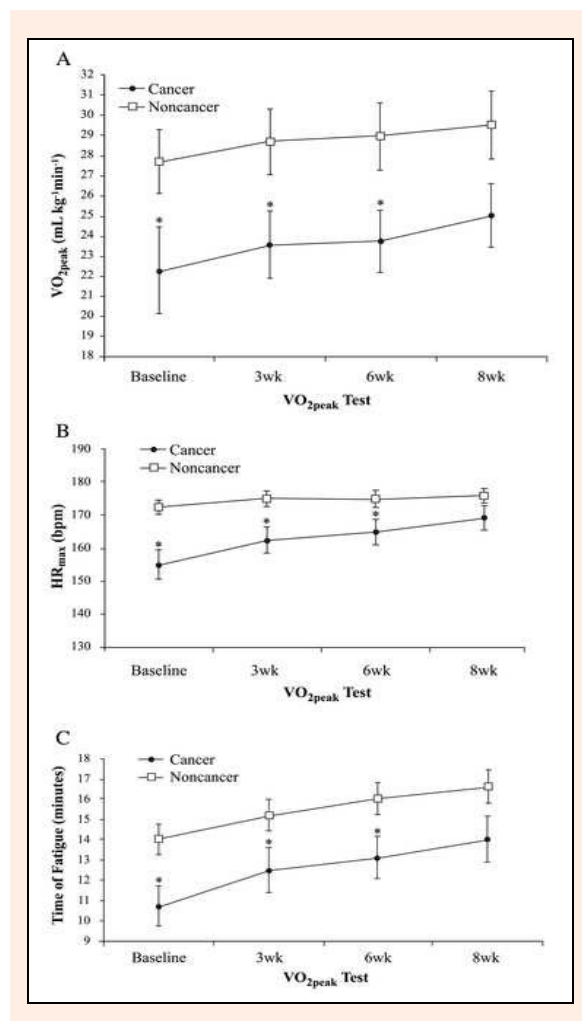 A
32
31
30
29
28
27
26
25
24
23
22
21
20
19
18
Cancer
Noncancer
VO2peak (mL kg-1min-1)
*
*
*
Baseline 3wk 6wk 8wk
VO2peak Test
B
190
180
170
160
150
140
130
Cancer
Noncancer
HRmax (bpm)
*
*
*
Baseline 3wk 6wk 8wk
VO2peak Test
C
18
17
16
15
14
13
12
11
10
9
Cancer
Noncancer
Time of Fatigue (minutes)
*
*
*
Baseline 3wk 6wk 8wk
VO2peak Test